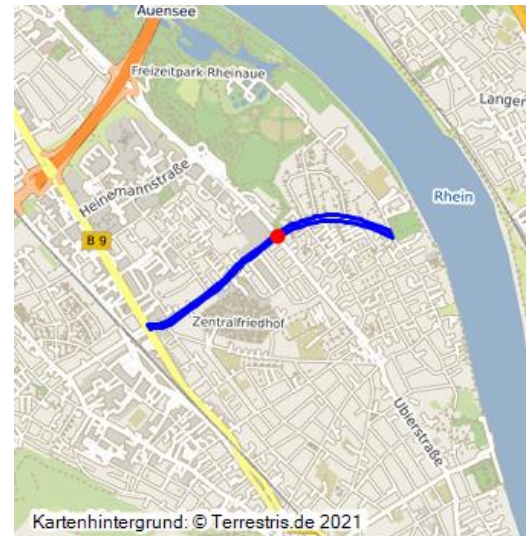 Auensee
Freizeitpark Rheinaue
Langer
Heinemannstraße
Rhein
B 9
Zentralfriedhof
Ubierstraße
Kartenhintergrund: © Terrestris.de 2021